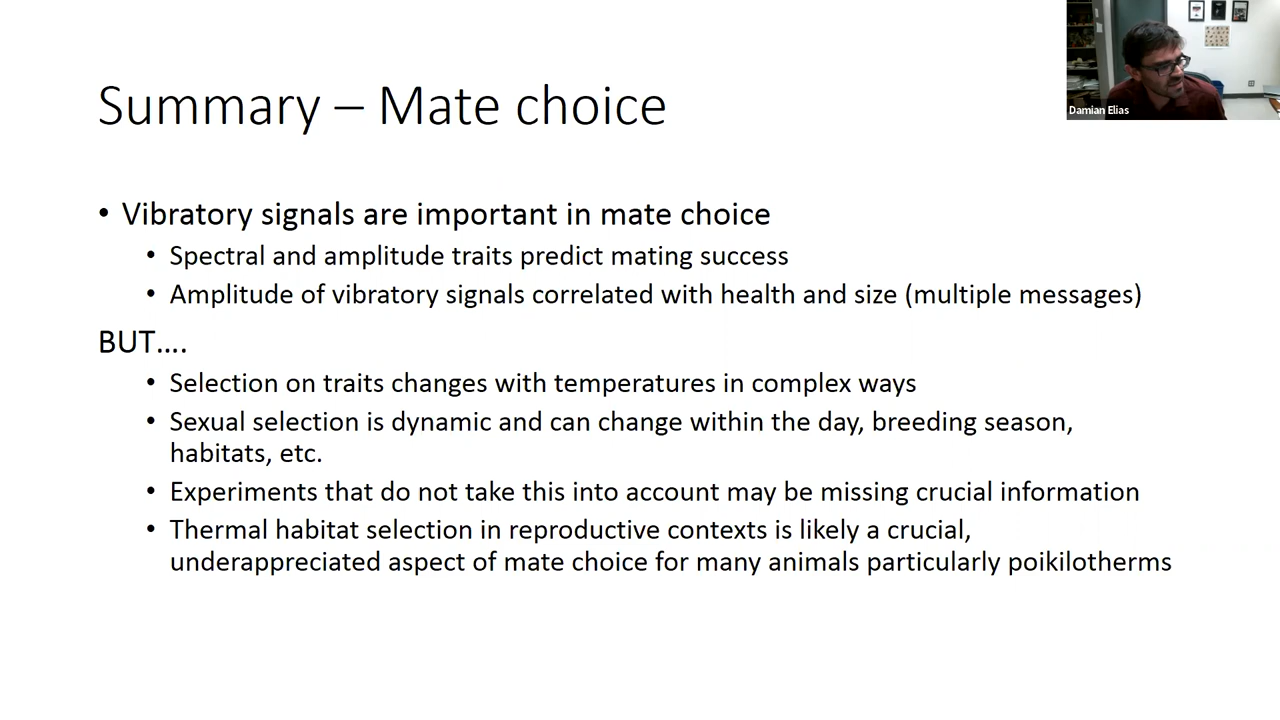 Summary – Mate choice
Damian Elias
• Vibratory signals are important in mate choice
• Spectral and amplitude traits predict mating success
• Amplitude of vibratory signals correlated with health and size (multiple messages)
BUT….
• Selection on traits changes with temperatures in complex ways
• Sexual selection is dynamic and can change within the day, breeding season,
habitats, etc.
• Experiments that do not take this into account may be missing crucial information
• Thermal habitat selection in reproductive contexts is likely a crucial,
underappreciated aspect of mate choice for many animals particularly poikilotherms